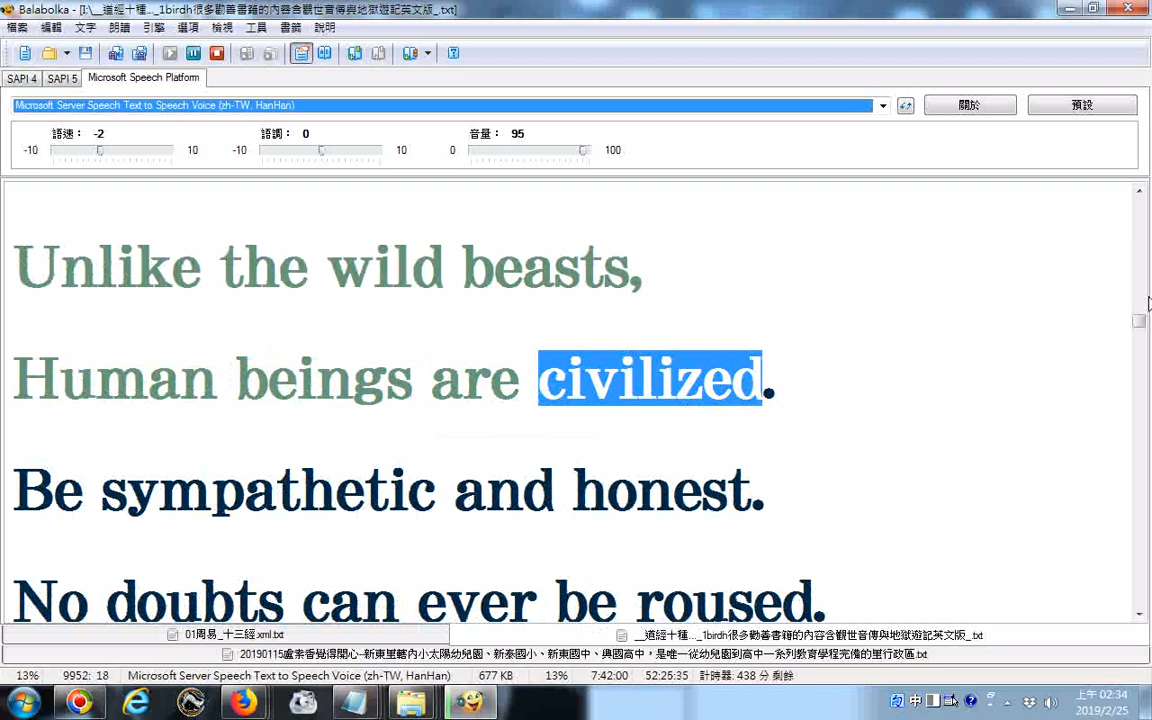 Balabolka - [I:\__道經十種..._1birdh很多勸善書籍的內容含觀世音傳與地獄遊記英文版_.txt]
檔案 編輯 文字 朗讀 引擎 選項 檢視 工具 書籤 說明
SAPI 4 SAPI 5 Microsoft Speech Platform
Microsoft Server Speech Text to Speech Voice (zh-TW, HanHan) 關於 預設
語速： -2 語調： 0 音量： 95
-10 10 -10 10 0 100
Unlike the wild beasts,
Human beings are civilized.
Be sympathetic and honest.
No doubts can ever be roused.
01周易_十三經.xml.txt __道經十種..._1birdh很多勸善書籍的內容含觀世音傳與地獄遊記英文版_.txt
20190115盧素香覺得開心--新東里轄內小太陽幼兒園、新泰國小、新東國中、興國高中，是唯一從幼兒園到高中一系列教育學程完備的里行政區.txt
13% 9952: 18 Microsoft Server Speech Text to Speech Voice (zh-TW, HanHan) 677 KB 13% 7:42:00 52:25:35 計時器: 438 分 剩餘
中 上午 02:34
2019/2/25